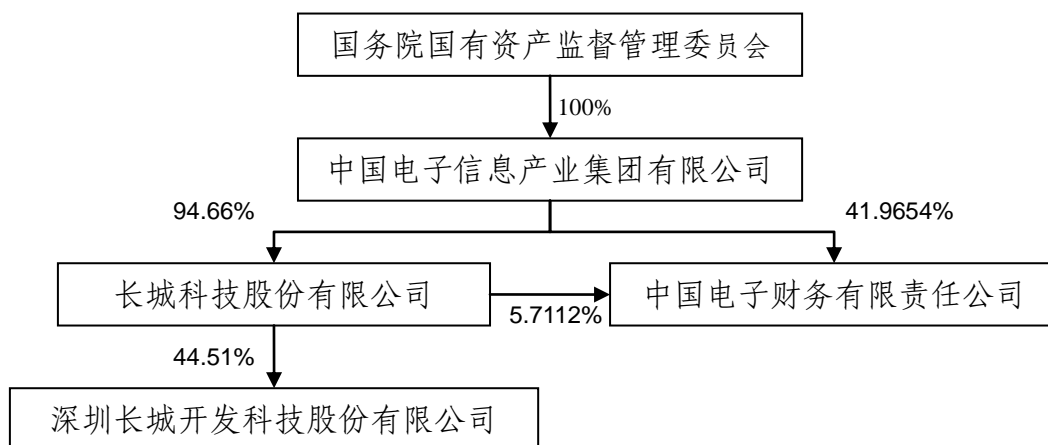 国务院国有资产监督管理委员会
100%
中国电子信息产业集团有限公司
94.66%
41.9654%
长城科技股份有限公司
中国电子财务有限责任公司
5.7112%
44.51%
深圳长城开发科技股份有限公司